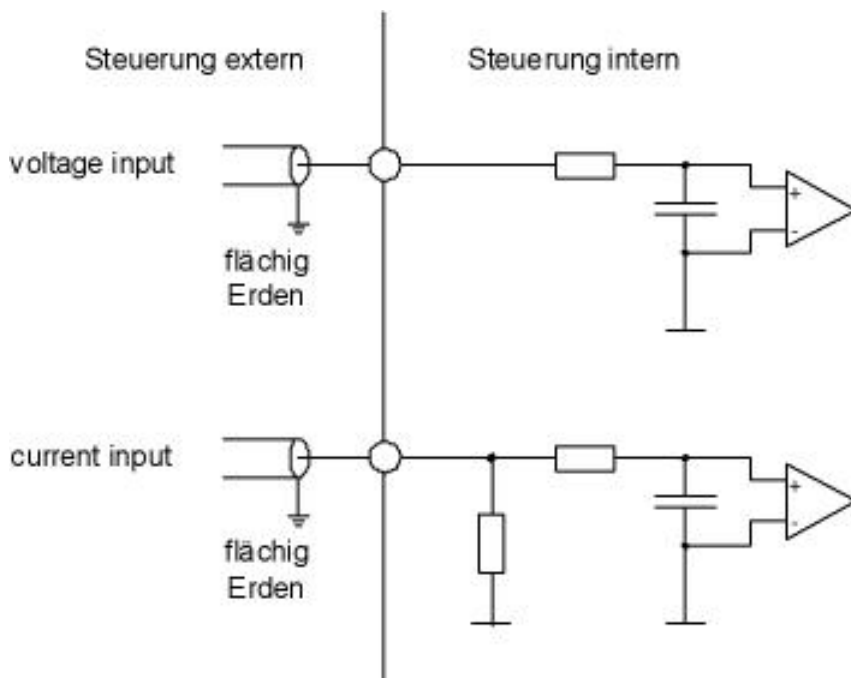 Steuerung extern
Steuerung intern
voltage input
+
-
flächig
Erden
current input
+
-
flächig
Erden